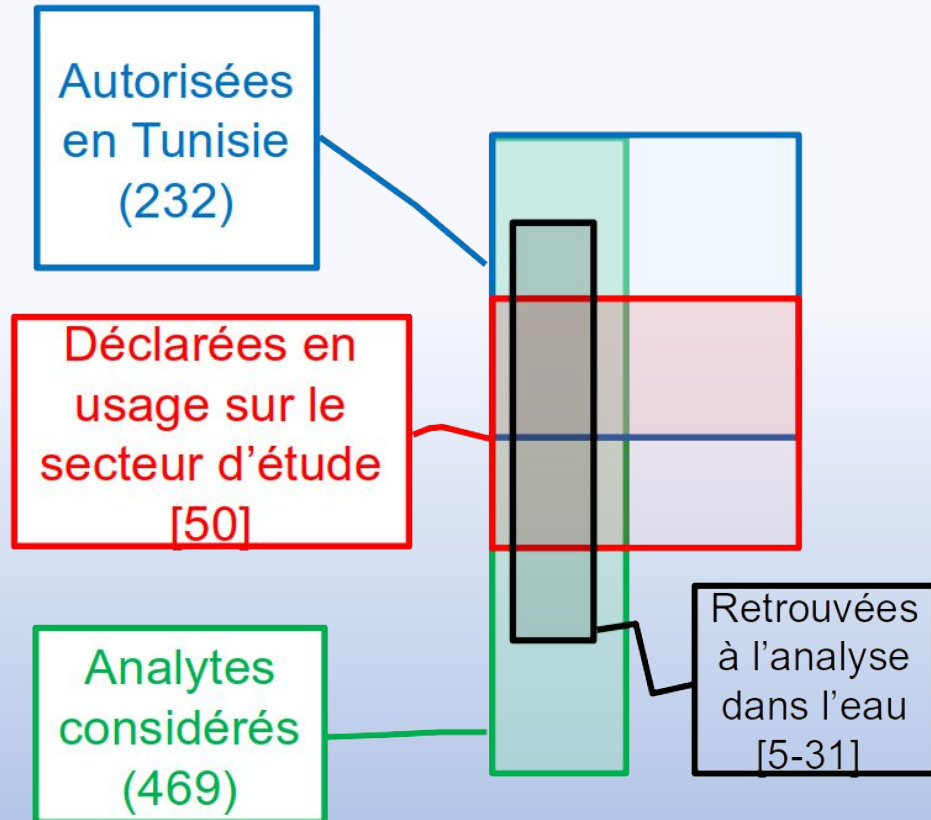 Autorisées
en Tunisie
(232)
Déclarées en
usage sur le
secteur d'étude
[50]
Analytes
considérés
(469)
Retrouvées
à l'analyse
dans l'eau
[5-31]